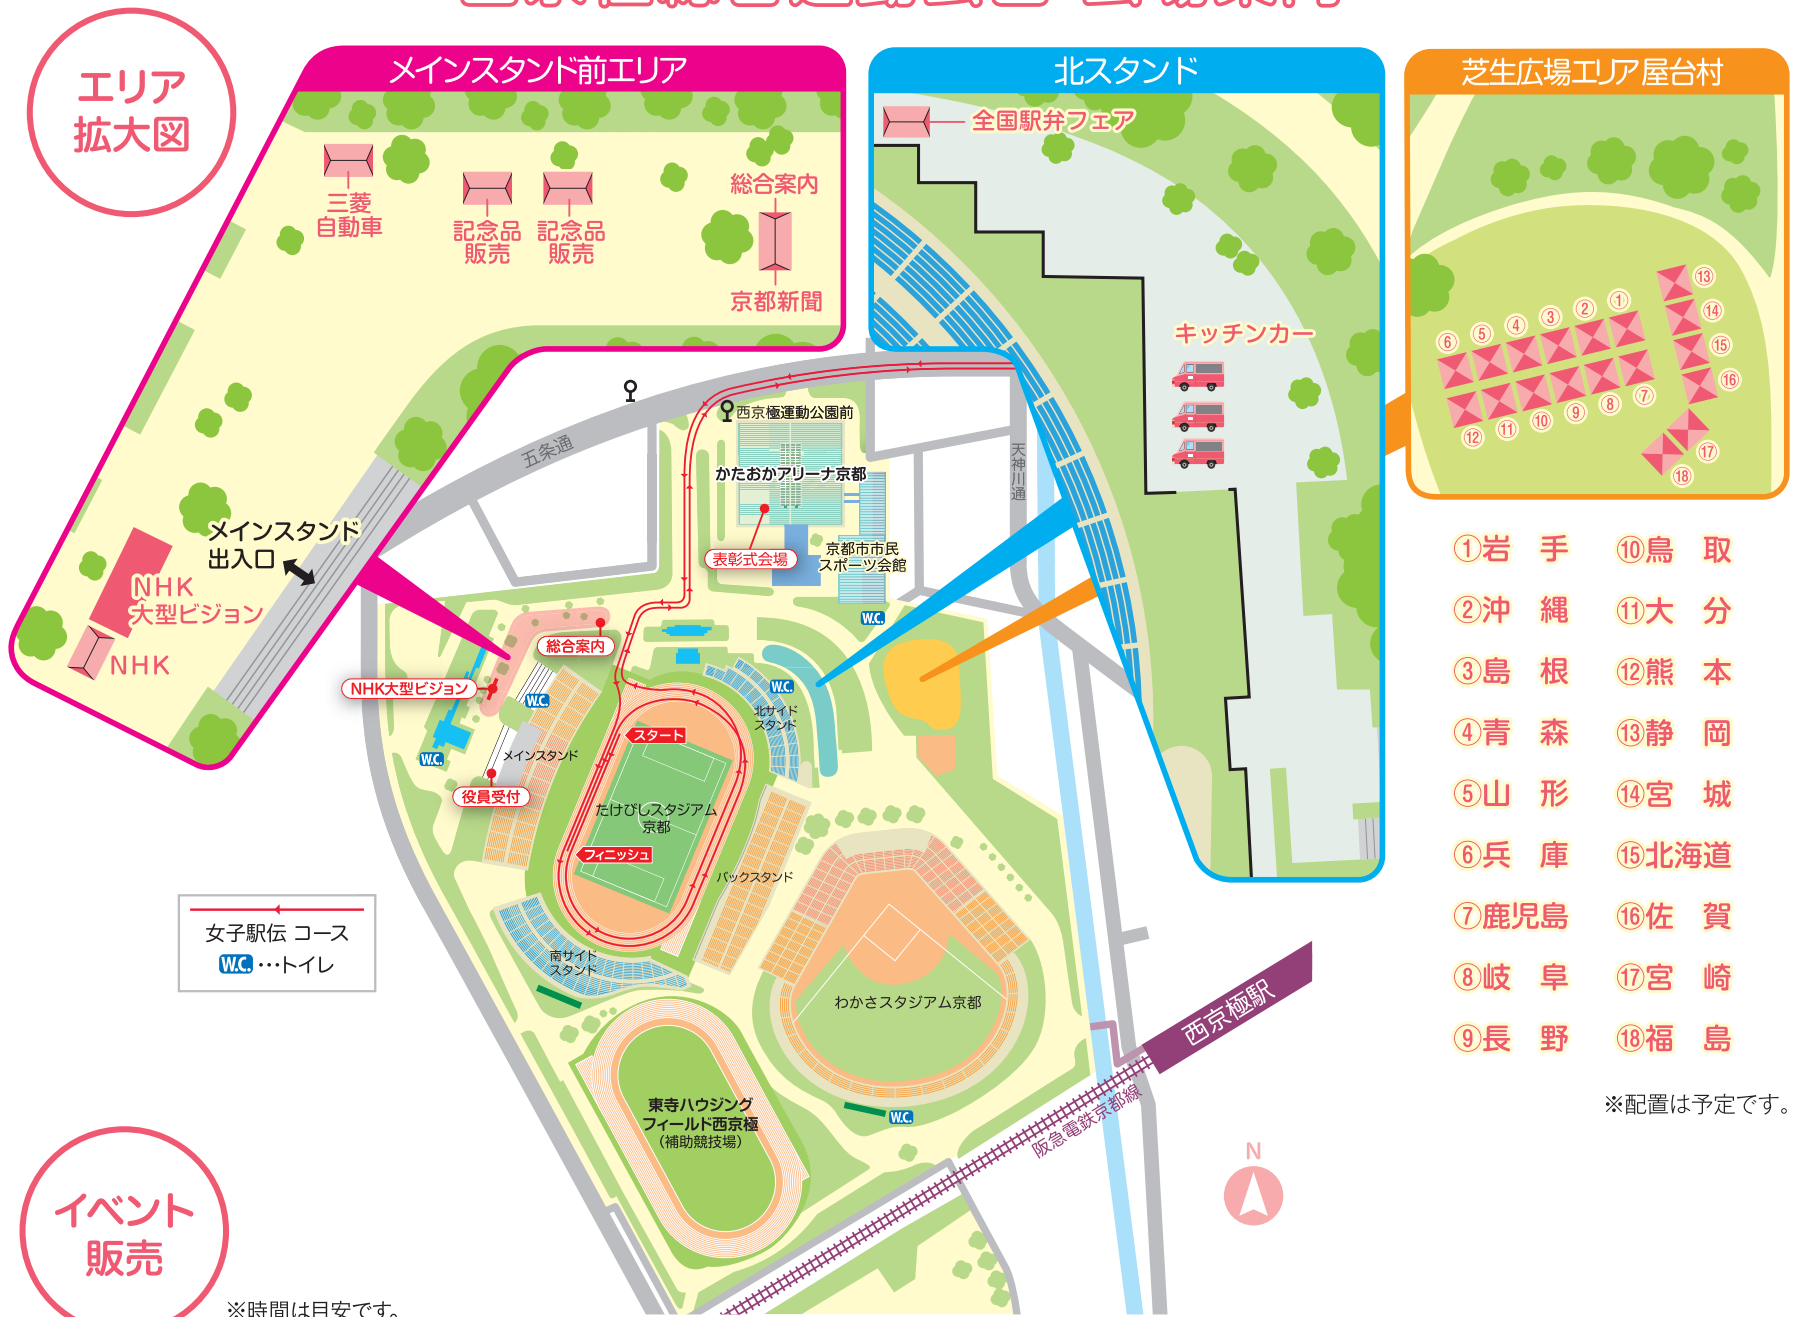 エリア
拡大図
メインスタンド前エリア
三菱
自動車
記念品
販売
記念品
販売
総合案内
京都新聞
メインスタンド
出入口
NHK
大型ビジョン
NHK
北スタンド
全国駅弁フェア
キッチンカー
芝生広場エリア屋台村
⑬
①
⑭
②
③
④
⑤
⑥
⑮
⑯
⑦
⑧
⑨
⑩
⑪
⑫
⑰
⑱
五条通
西京極運動公園前
かたおかアリーナ京都
表彰式会場
京都市市民
スポーツ会館
天神川通
W.C.
総合案内
NHK大型ビジョン
W.C.
W.C.
W.C.
北サイド
スタンド
スタート
メインスタンド
役員受付
たけびしスタジアム
京都
フィニッシュ
バックスタンド
南サイド
スタンド
わかさスタジアム京都
東寺ハウジング
フィールド西京極
(補助競技場)
W.C.
西京極駅
阪急電鉄京都線
女子駅伝 コース
W.C.…トイレ
①岩 手
②沖 縄
③島 根
④青 森
⑤山 形
⑥兵 庫
⑦鹿児島
⑧岐 阜
⑨長 野
⑩鳥 取
⑪大 分
⑫熊 本
⑬静 岡
⑭宮 城
⑮北海道
⑯佐 賀
⑰宮 崎
⑱福 島
※配置は予定です。
N
イベント
販売
※時間は目安です。